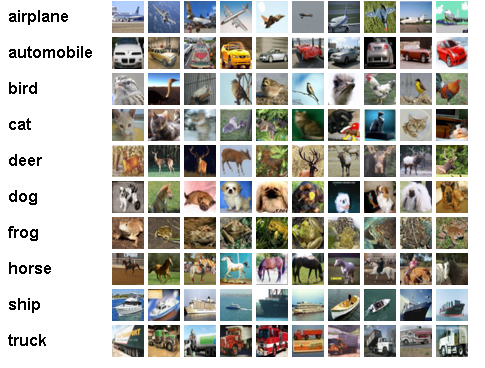 airplane
automobile
bird
cat
deer
dog
frog
horse
ship
truck